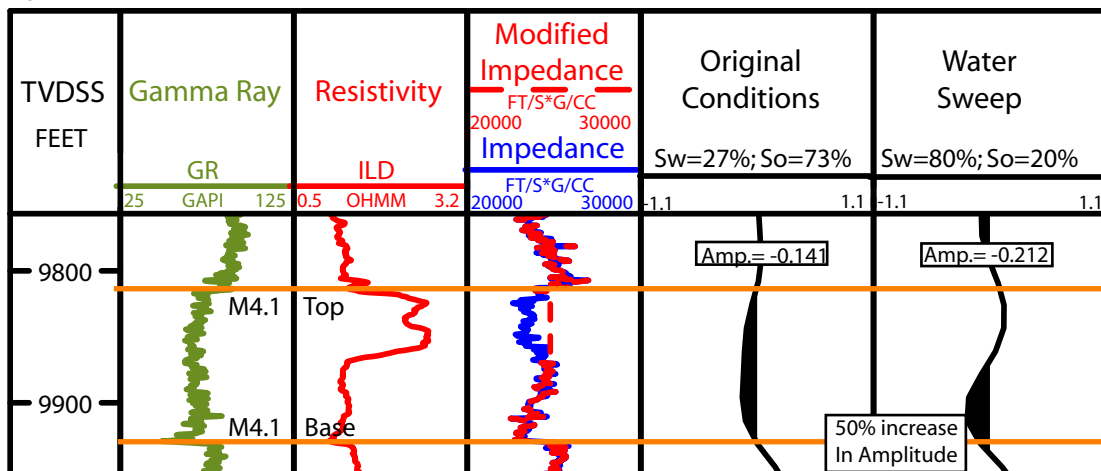 TVDSS
FEET
Gamma Ray
GR
25 GAPI 125
Resistivity
ILD
0.5 OHMM 3.2
Modified
Impedance
FT/S*G/CC
20000 30000
Impedance
FT/S*G/CC
20000 30000
Original
Conditions
Sw=27%; So=73%
-1.1 1.1
Water
Sweep
Sw=80%; So=20%
-1.1 1.1
Amp.= -0.141
Amp.= -0.212
9800
M4.1 Top
9900
M4.1 Base
50% increase
In Amplitude